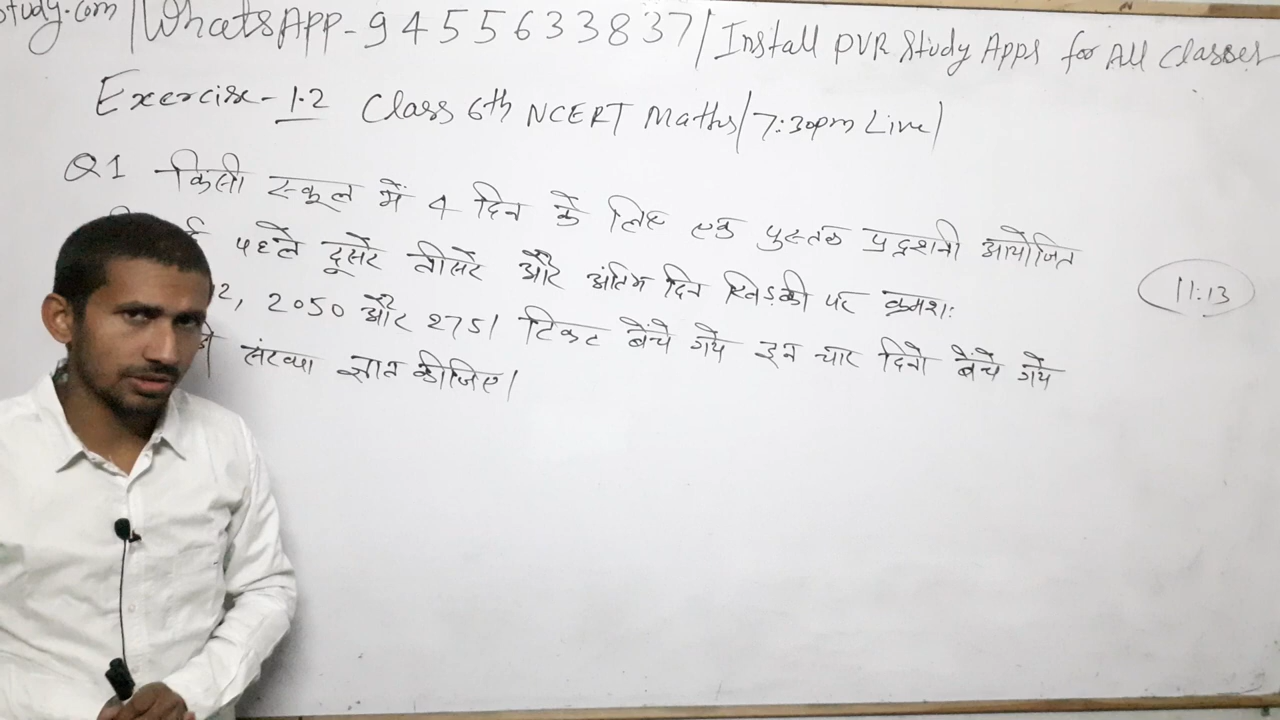 study.com | WhatsApp - 9455633837 | Install PVR Study Apps for All Classes
Exercise - 1.2 Class 6th NCERT Maths | 7:30pm Live |
Q1 किसी स्कूल में 4 दिन के लिए एक पुस्तक प्रदर्शनी आयोजित
पहले दूसरे तीसरे और अंतिम दिन खिड़की पर क्रमशः
2, 2050 और 2751 टिकट बेंचे गये इन चार दिनो बेंचे गये
संख्या ज्ञात कीजिए।
11:13